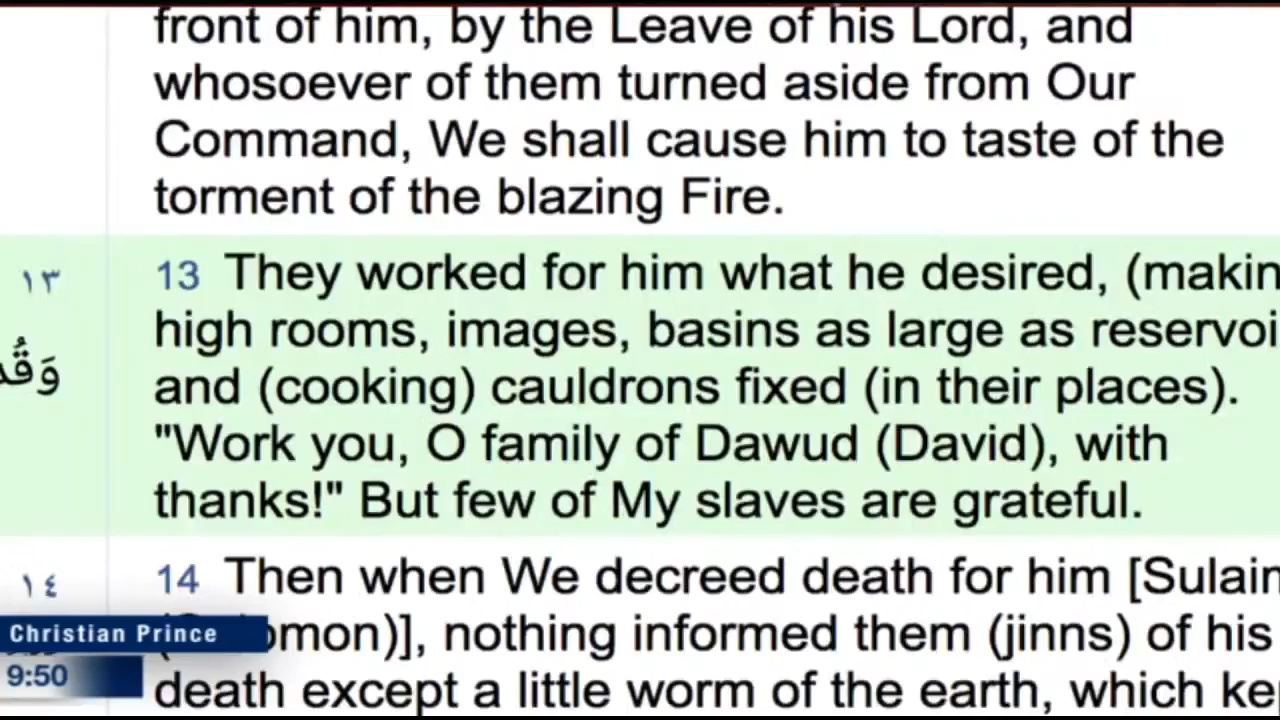 front of him, by the Leave of his Lord, and
whosoever of them turned aside from Our
Command, We shall cause him to taste of the
torment of the blazing Fire.
١٣ 13 They worked for him what he desired, (makin
high rooms, images, basins as large as reservoi
and (cooking) cauldrons fixed (in their places).
"Work you, O family of Dawud (David), with
thanks!" But few of My slaves are grateful.
١٤ 14 Then when We decreed death for him [Sulaim
omon)], nothing informed them (jinns) of his
death except a little worm of the earth, which kep
Christian Prince
9:50